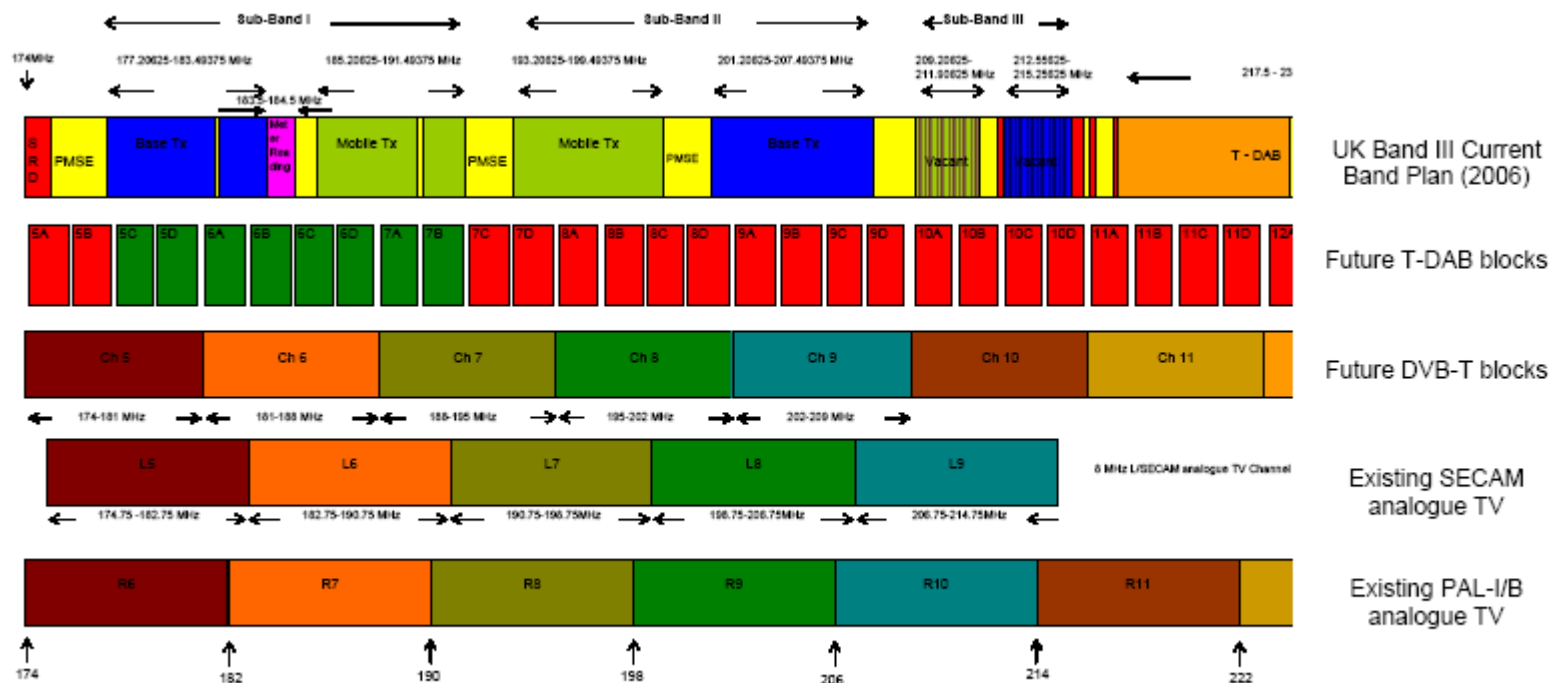 Sub-Band I
Sub-Band II
Sub-Band III
174MHz
177.20625-183.49375 MHz
185.20625-191.49375 MHz
193.20625-199.49375 MHz
201.20625-207.49375 MHz
209.20625-
211.90625 MHz
212.55625-
215.25625 MHz
217.5 - 23
183.5-184.5 MHz
S
R
D
PMSE
Base Tx
Met
er
Rea
ding
Mobile Tx
PMSE
Mobile Tx
PMSE
Base Tx
Vacant
Vacant
T - DAB
UK Band III Current
Band Plan (2006)
5A 5B 5C 5D 6A 6B 6C 6D 7A 7B 7C 7D 8A 8B 8C 8D 9A 9B 9C 9D 10A 10B 10C 10D 11A 11B 11C 11D 12A
Future T-DAB blocks
Ch 5 Ch 6 Ch 7 Ch 8 Ch 9 Ch 10 Ch 11
Future DVB-T blocks
174-181 MHz 181-188 MHz 188-195 MHz 195-202 MHz 202-209 MHz
L5 L6 L7 L8 L9
8 MHz L/SECAM analogue TV Channel
Existing SECAM
analogue TV
174.75 -182.75 MHz 182.75-190.75 MHz 190.75-198.75MHz 198.75-206.75MHz 206.75-214.75MHz
R6 R7 R8 R9 R10 R11
Existing PAL-I/B
analogue TV
174 182 190 198 206 214 222